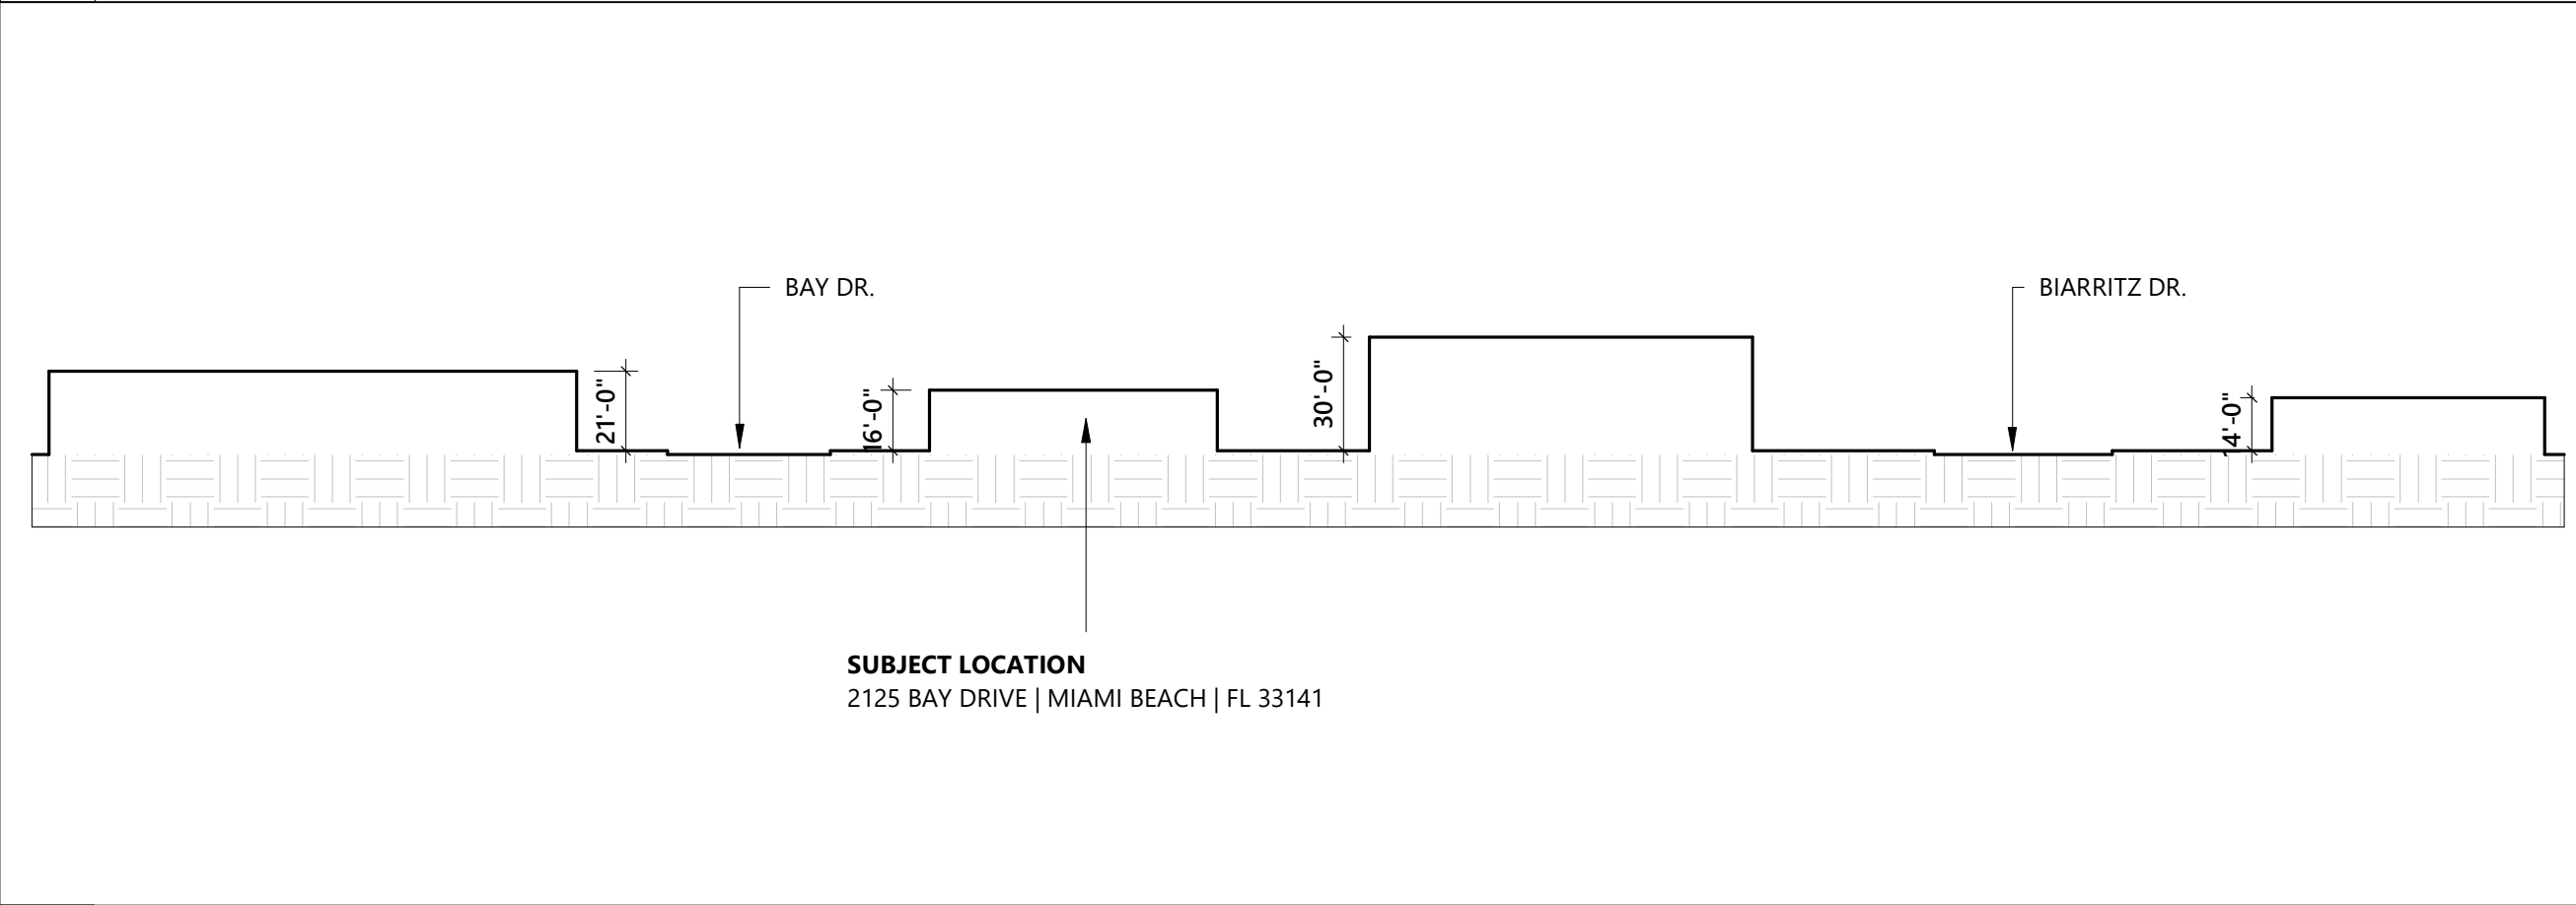 BAY DR.
BIARRITZ DR.
21'-0"
16'-0"
30'-0"
14'-0"
SUBJECT LOCATION
2125 BAY DRIVE | MIAMI BEACH | FL 33141